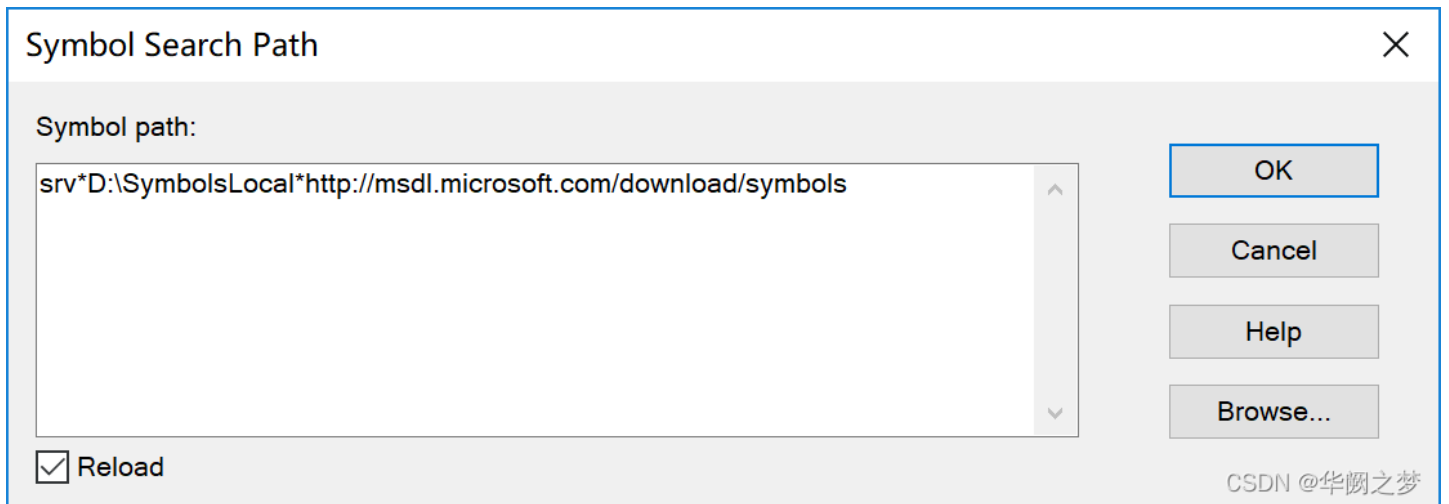 Symbol Search Path
Symbol path:
srv*D:\SymbolsLocal*http://msdl.microsoft.com/download/symbols
OK
Cancel
Help
Browse...
Reload
CSDN @华阙之梦